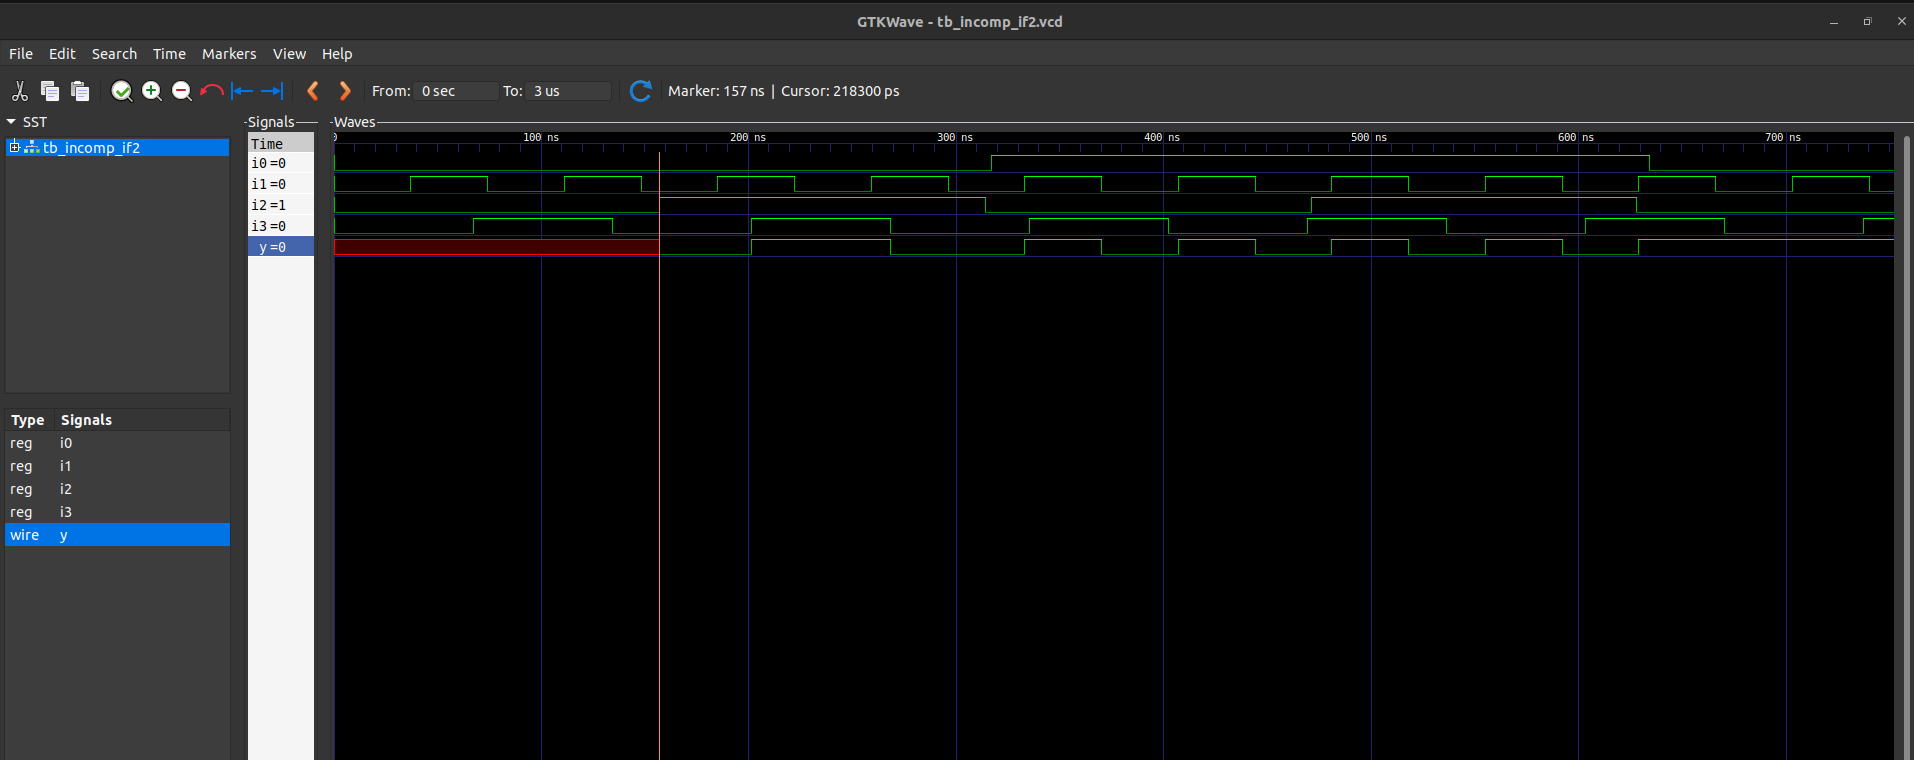 GTKWave - tb_incomp_if2.vcd
File Edit Search Time Markers View Help
From: 0 sec To: 3 us Marker: 157 ns | Cursor: 218300 ps
SST
tb_incomp_if2
Type Signals
reg i0
reg i1
reg i2
reg i3
wire y
Signals
Time
i0=0
i1=0
i2=1
i3=0
y=0
Waves
0 100 ns 200 ns 300 ns 400 ns 500 ns 600 ns 700 ns